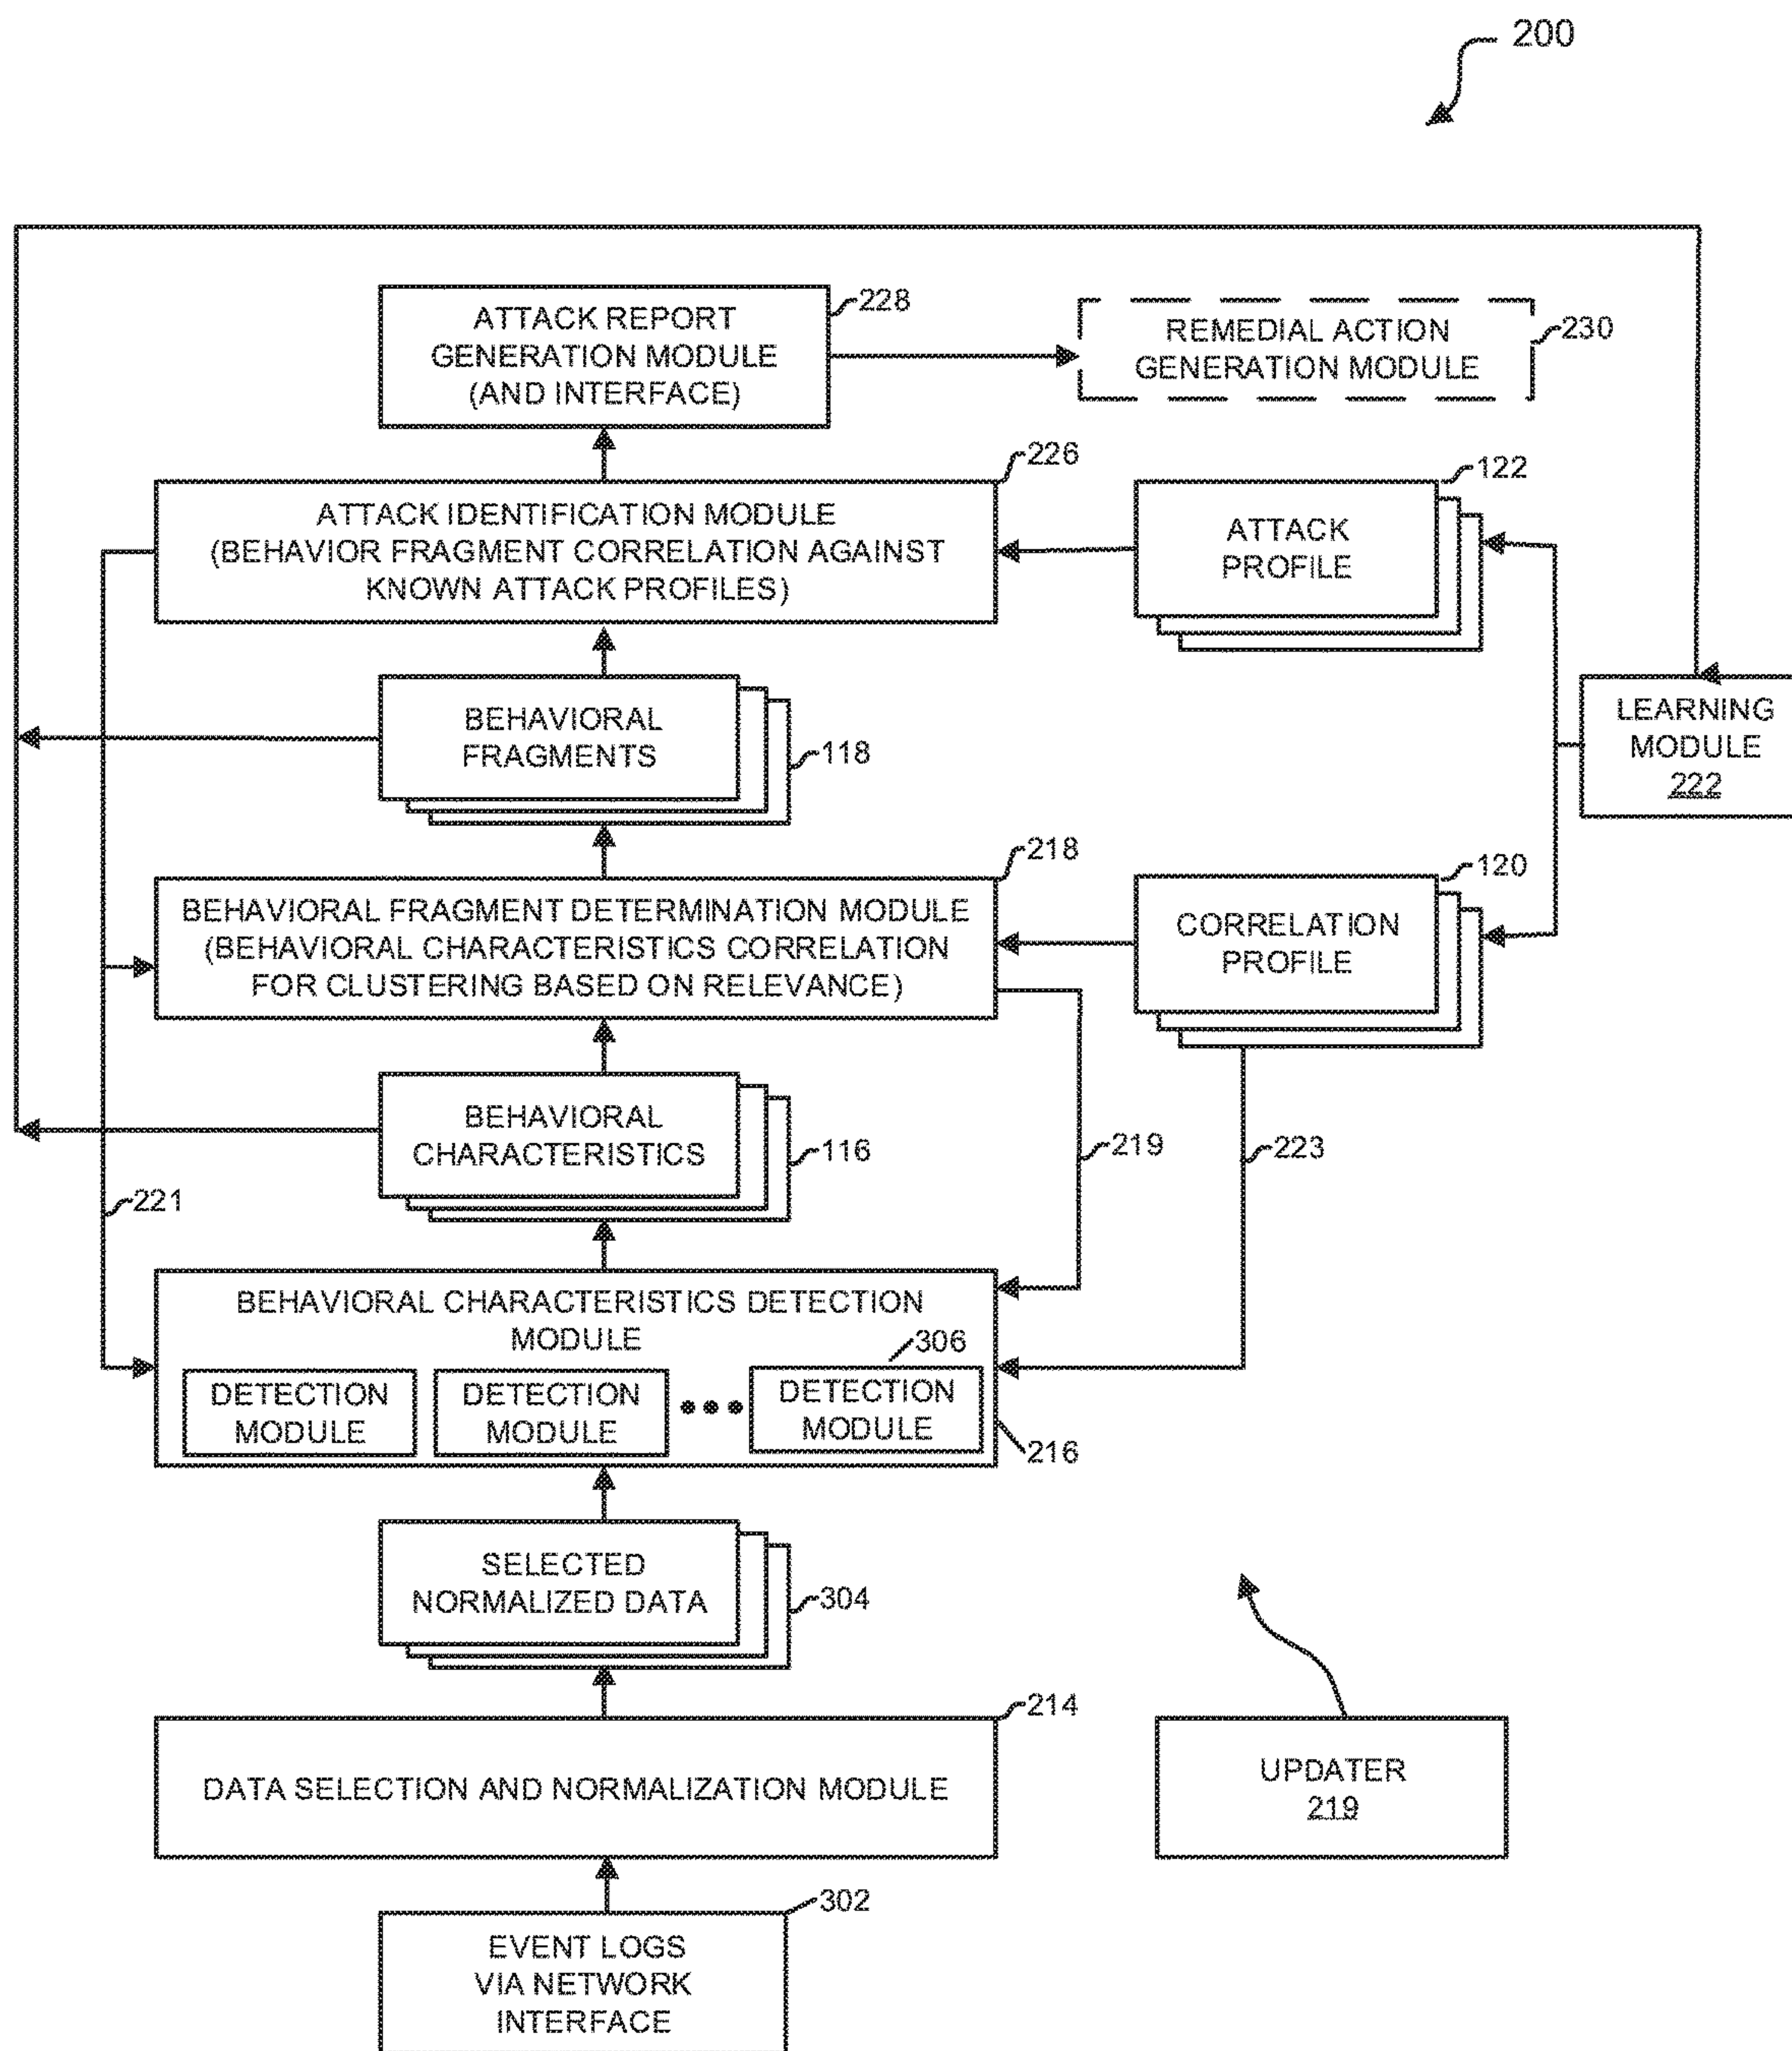 200
ATTACK REPORT
GENERATION MODULE
(AND INTERFACE)
228
REMEDIAL ACTION
GENERATION MODULE
230
226
ATTACK IDENTIFICATION MODULE
(BEHAVIOR FRAGMENT CORRELATION AGAINST
KNOWN ATTACK PROFILES)
122
ATTACK
PROFILE
BEHAVIORAL
FRAGMENTS
118
LEARNING
MODULE
222
218
BEHAVIORAL FRAGMENT DETERMINATION MODULE
(BEHAVIORAL CHARACTERISTICS CORRELATION
FOR CLUSTERING BASED ON RELEVANCE)
120
CORRELATION
PROFILE
BEHAVIORAL
CHARACTERISTICS
116
219
223
221
BEHAVIORAL CHARACTERISTICS DETECTION
MODULE
306
DETECTION
MODULE
DETECTION
MODULE
DETECTION
MODULE
216
SELECTED
NORMALIZED DATA
304
214
DATA SELECTION AND NORMALIZATION MODULE
UPDATER
219
302
EVENT LOGS
VIA NETWORK
INTERFACE